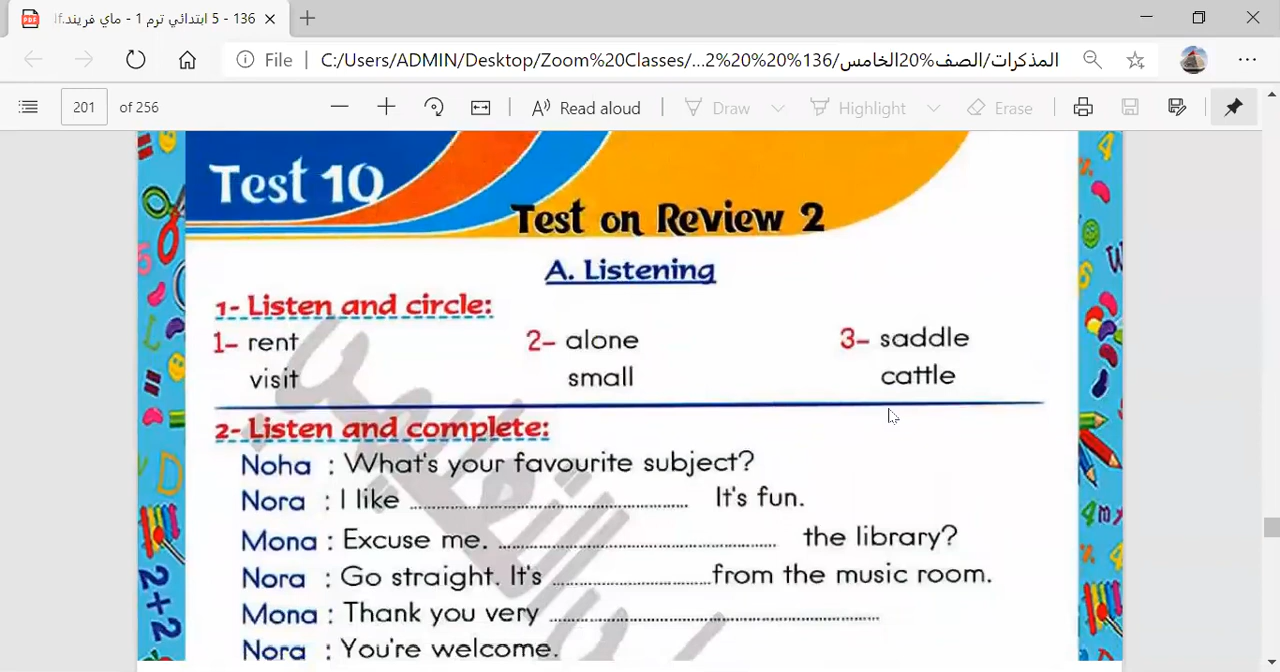 136 - 5 ابتدائي ترم 1 - ماي فريند.f
File C:/Users/ADMIN/Desktop/Zoom%20Classes/...المذكرات/الصف%20الخامس/136%20%20%202
201 of 256 Read aloud Draw Highlight Erase
Test 10
Test on Review 2
A. Listening
1- Listen and circle:
1- rent 2- alone 3- saddle
visit small cattle
2- Listen and complete:
Noha : What's your favourite subject?
Nora : I like .......................................... It's fun.
Mona : Excuse me. .......................................... the library?
Nora : Go straight. It's ........................from the music room.
Mona : Thank you very ..................................................
Nora : You're welcome.